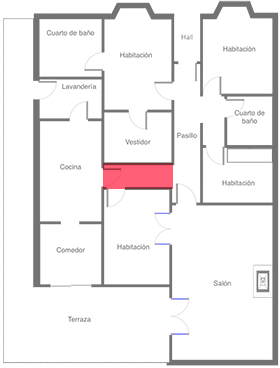 Cuarto de baño
Hall
Habitación
Habitación
Lavandería
Cuarto de
baño
Pasillo
Vestidor
Cocina
Habitación
Habitación
Comedor
Salón
Terraza